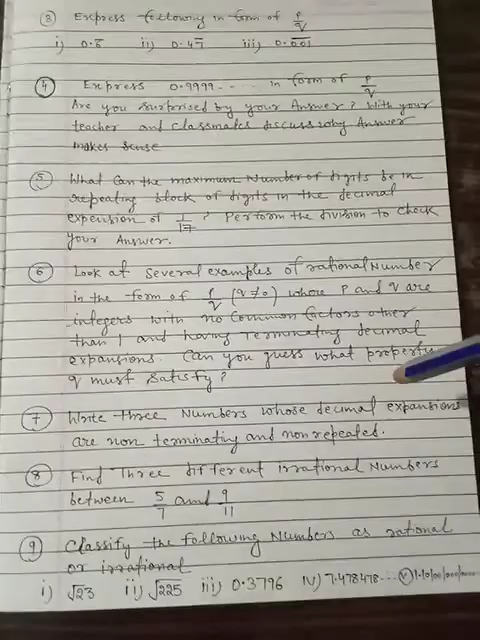 ③ Express following in form of p/q
i) 0.6̅ ii) 0.47̅ iii) 0.0̅0̅1̅
④ Express 0.9999..... in form of p/q
Are you surprised by your Answer? With your
teacher and classmates discuss why Answer
makes sense
⑤ What can the maximum Number of digits be in
repeating block of digits in the decimal
expension of 1/17? Perform the division to check
your Answer.
⑥ Look at several examples of rational Number
in the form of p/q (q≠0) whose p and q are
integers with no common factors other
than 1 and having terminating decimal
expansions. Can you guess what property
q must satisfy?
⑦ Write three Numbers whose decimal expansions
are non terminating and non repeated.
⑧ Find Three different irrational Numbers
between 5/7 and 9/11
⑨ Classify the following Numbers as rational
or irrational
i) √23 ii) √225 iii) 0.3796 IV) 7.478478... (V)